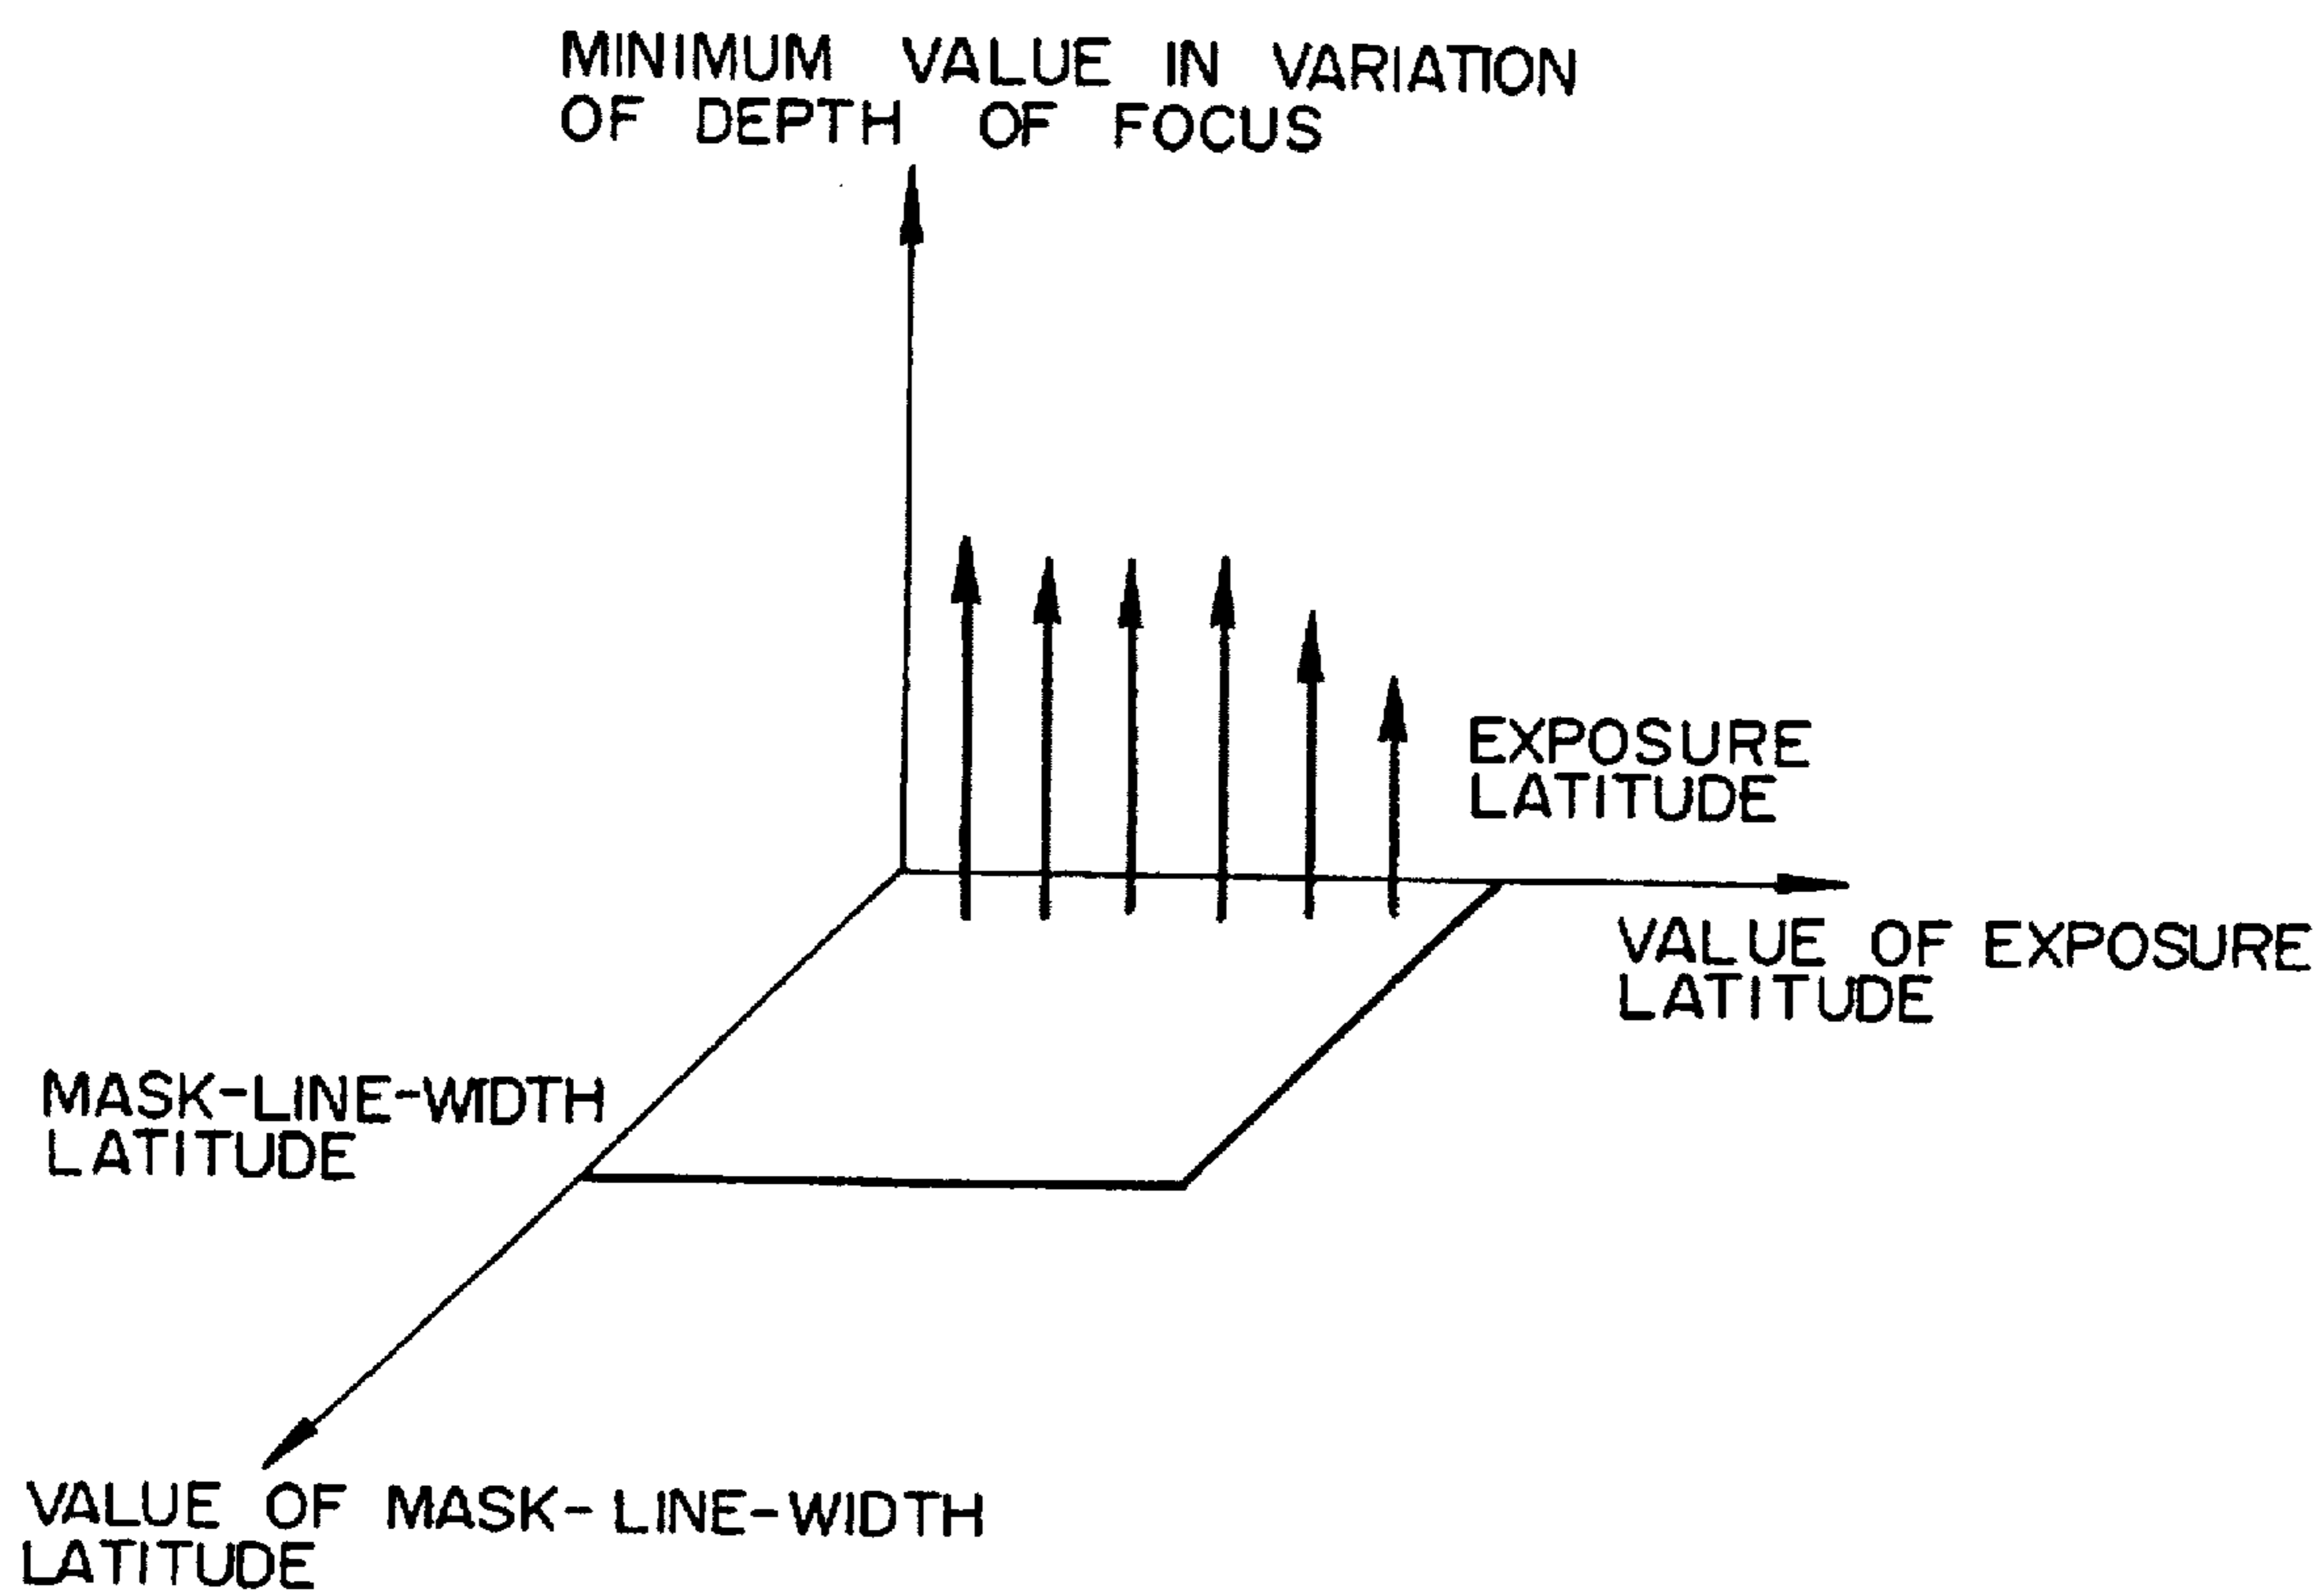 MINIMUM VALUE IN VARIATION
OF DEPTH OF FOCUS
EXPOSURE
LATITUDE
VALUE OF EXPOSURE
LATITUDE
MASK-LINE-WIDTH
LATITUDE
VALUE OF MASK-LINE-WIDTH
LATITUDE